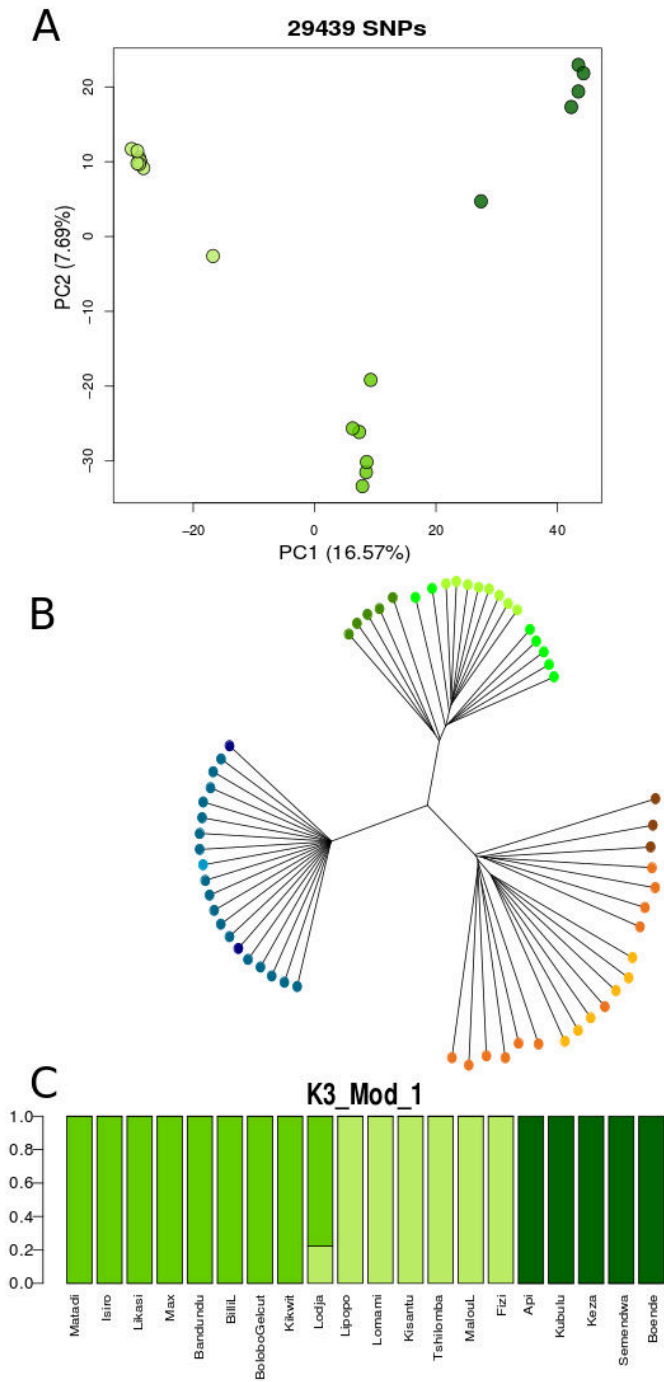 A
29439 SNPs
PC2 (7.69%)
20
10
0
−10
−20
−30
−20
0
20
40
PC1 (16.57%)
B
C
K3_Mod_1
1.0
0.8
0.6
0.4
0.2
0.0
Matadi
Isiro
Likasi
Max
Bandundu
BilliL
BoloboGelcut
Kikwit
Lodja
Lipopo
Lomami
Kisantu
Tshilomba
MalouL
Fizi
Api
Kubulu
Keza
Semendwa
Boende